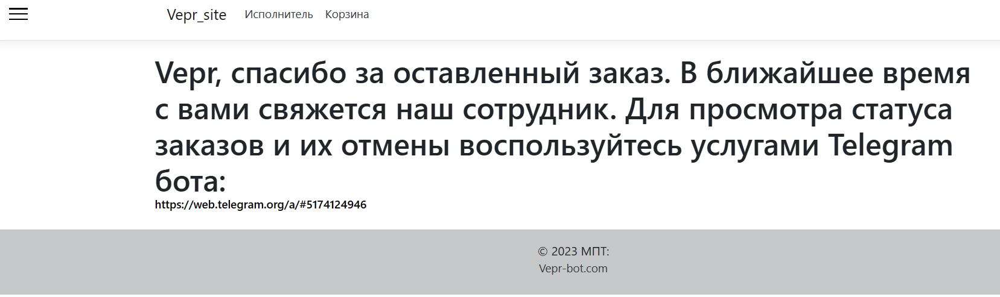 Vepr_site Исполнитель Корзина
Vepr, спасибо за оставленный заказ. В ближайшее время
с вами свяжется наш сотрудник. Для просмотра статуса
заказов и их отмены воспользуйтесь услугами Telegram
бота:
https://web.telegram.org/a/#5174124946
© 2023 МПТ:
Vepr-bot.com